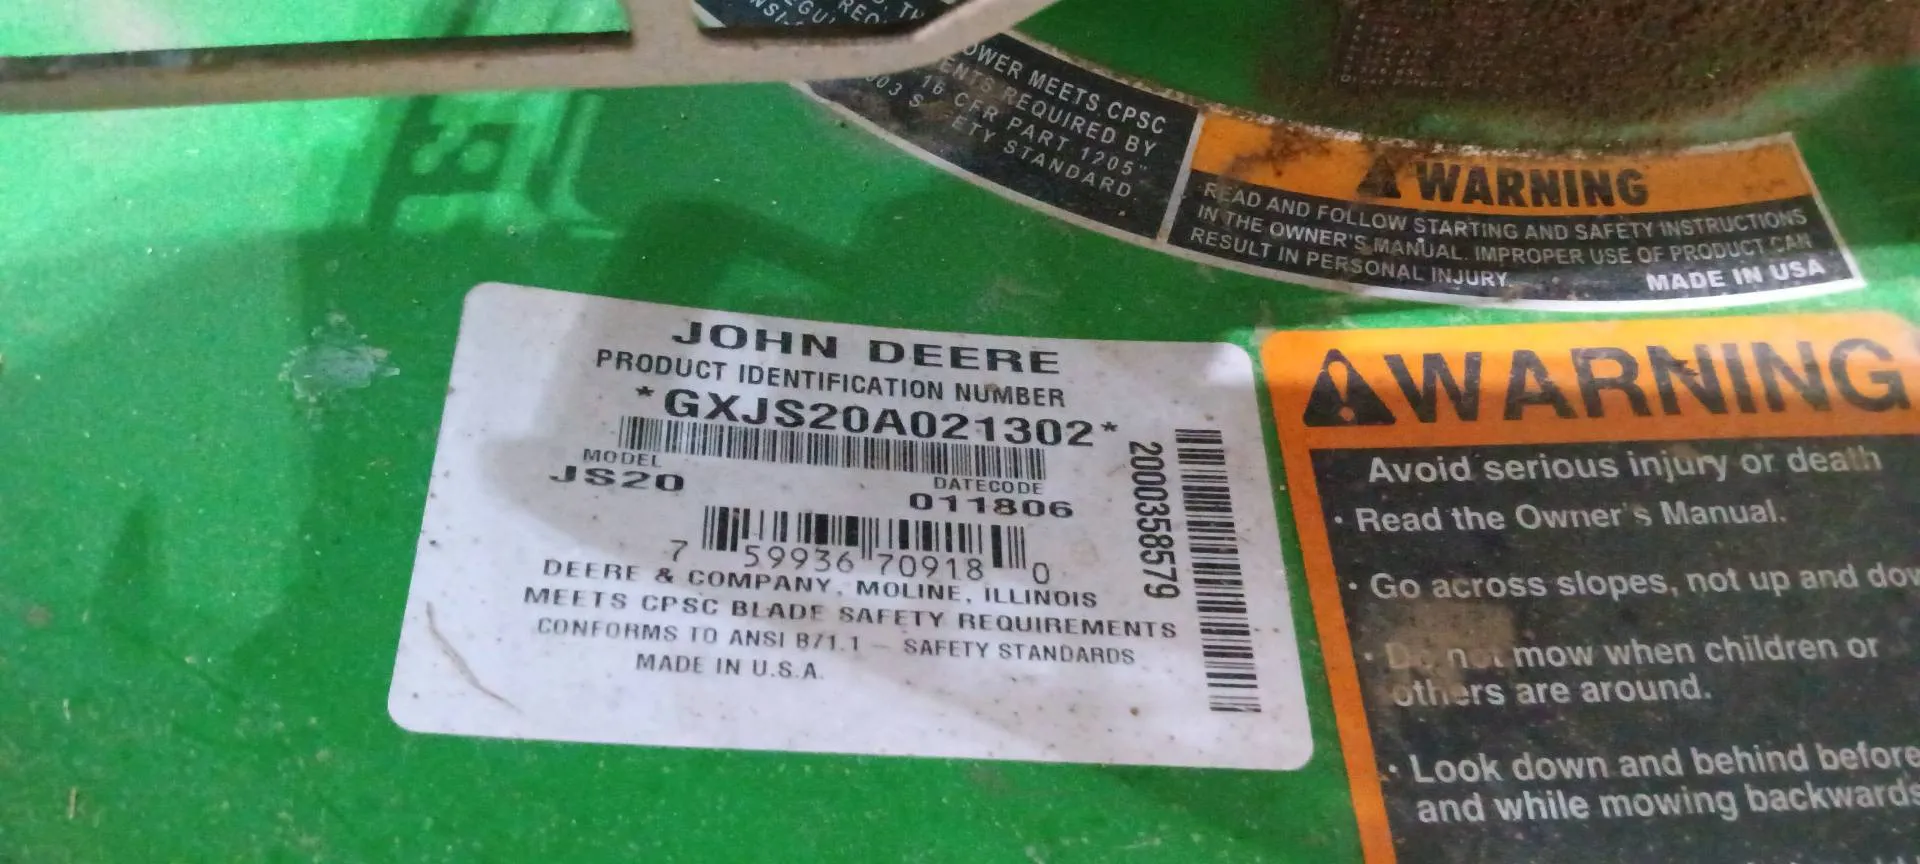 OWER MEETS CPSC
ENTS REQUIRED BY
16 CFR PART 1205"
ETY STANDARD
WARNING
READ AND FOLLOW STARTING AND SAFETY INSTRUCTIONS
IN THE OWNER'S MANUAL. IMPROPER USE OF PRODUCT CAN
RESULT IN PERSONAL INJURY.
MADE IN USA
JOHN DEERE
PRODUCT IDENTIFICATION NUMBER
*GXJS20A021302*
MODEL
JS20
DATECODE
011806
7 59936 70918 0
2000358579
DEERE & COMPANY, MOLINE, ILLINOIS
MEETS CPSC BLADE SAFETY REQUIREMENTS
CONFORMS TO ANSI B71.1 – SAFETY STANDARDS
MADE IN U.S.A.
WARNING
Avoid serious injury or death
· Read the Owner's Manual.
· Go across slopes, not up and dow
· Do not mow when children or
others are around.
· Look down and behind before
and while mowing backwards